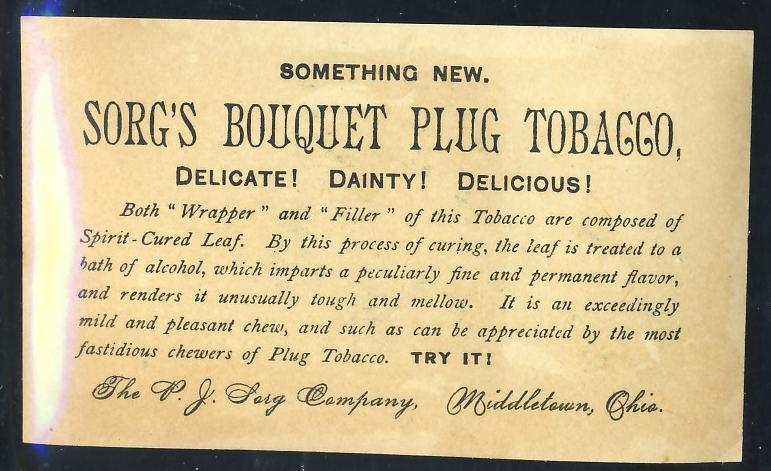 SOMETHING NEW.
SORG'S BOUQUET PLUG TOBACCO,
DELICATE! DAINTY! DELICIOUS!
Both "Wrapper" and "Filler" of this Tobacco are composed of
Spirit-Cured Leaf. By this process of curing, the leaf is treated to a
bath of alcohol, which imparts a peculiarly fine and permanent flavor,
and renders it unusually tough and mellow. It is an exceedingly
mild and pleasant chew, and such as can be appreciated by the most
fastidious chewers of Plug Tobacco. TRY IT!
The P. J. Sorg Company, Middletown, Ohio.